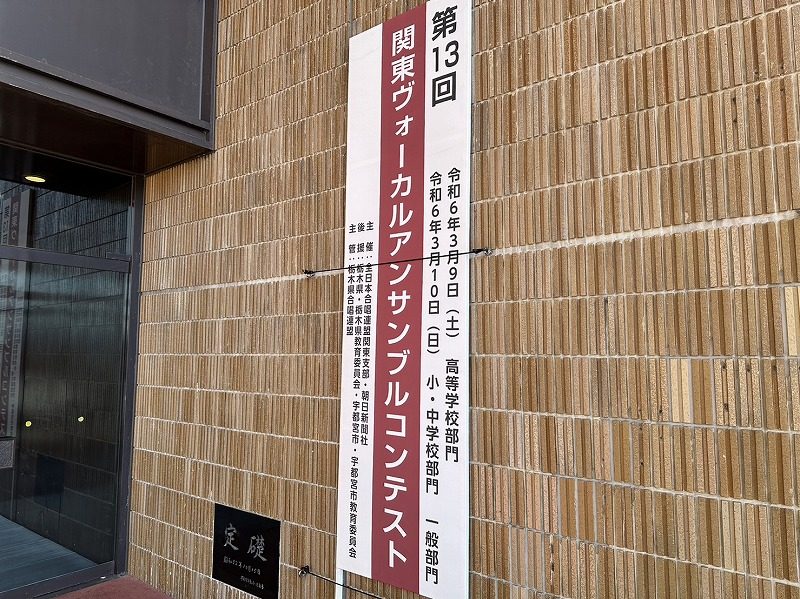 第13回
関東ヴォーカルアンサンブルコンテスト
令和6年3月9日（土） 高等学校部門
令和6年3月10日（日） 小・中学校部門 一般部門
主 催：全日本合唱連盟関東支部・朝日新聞社
後 援：栃木県・栃木県教育委員会・宇都宮市・宇都宮市教育委員会
主 管：栃木県合唱連盟
定礎